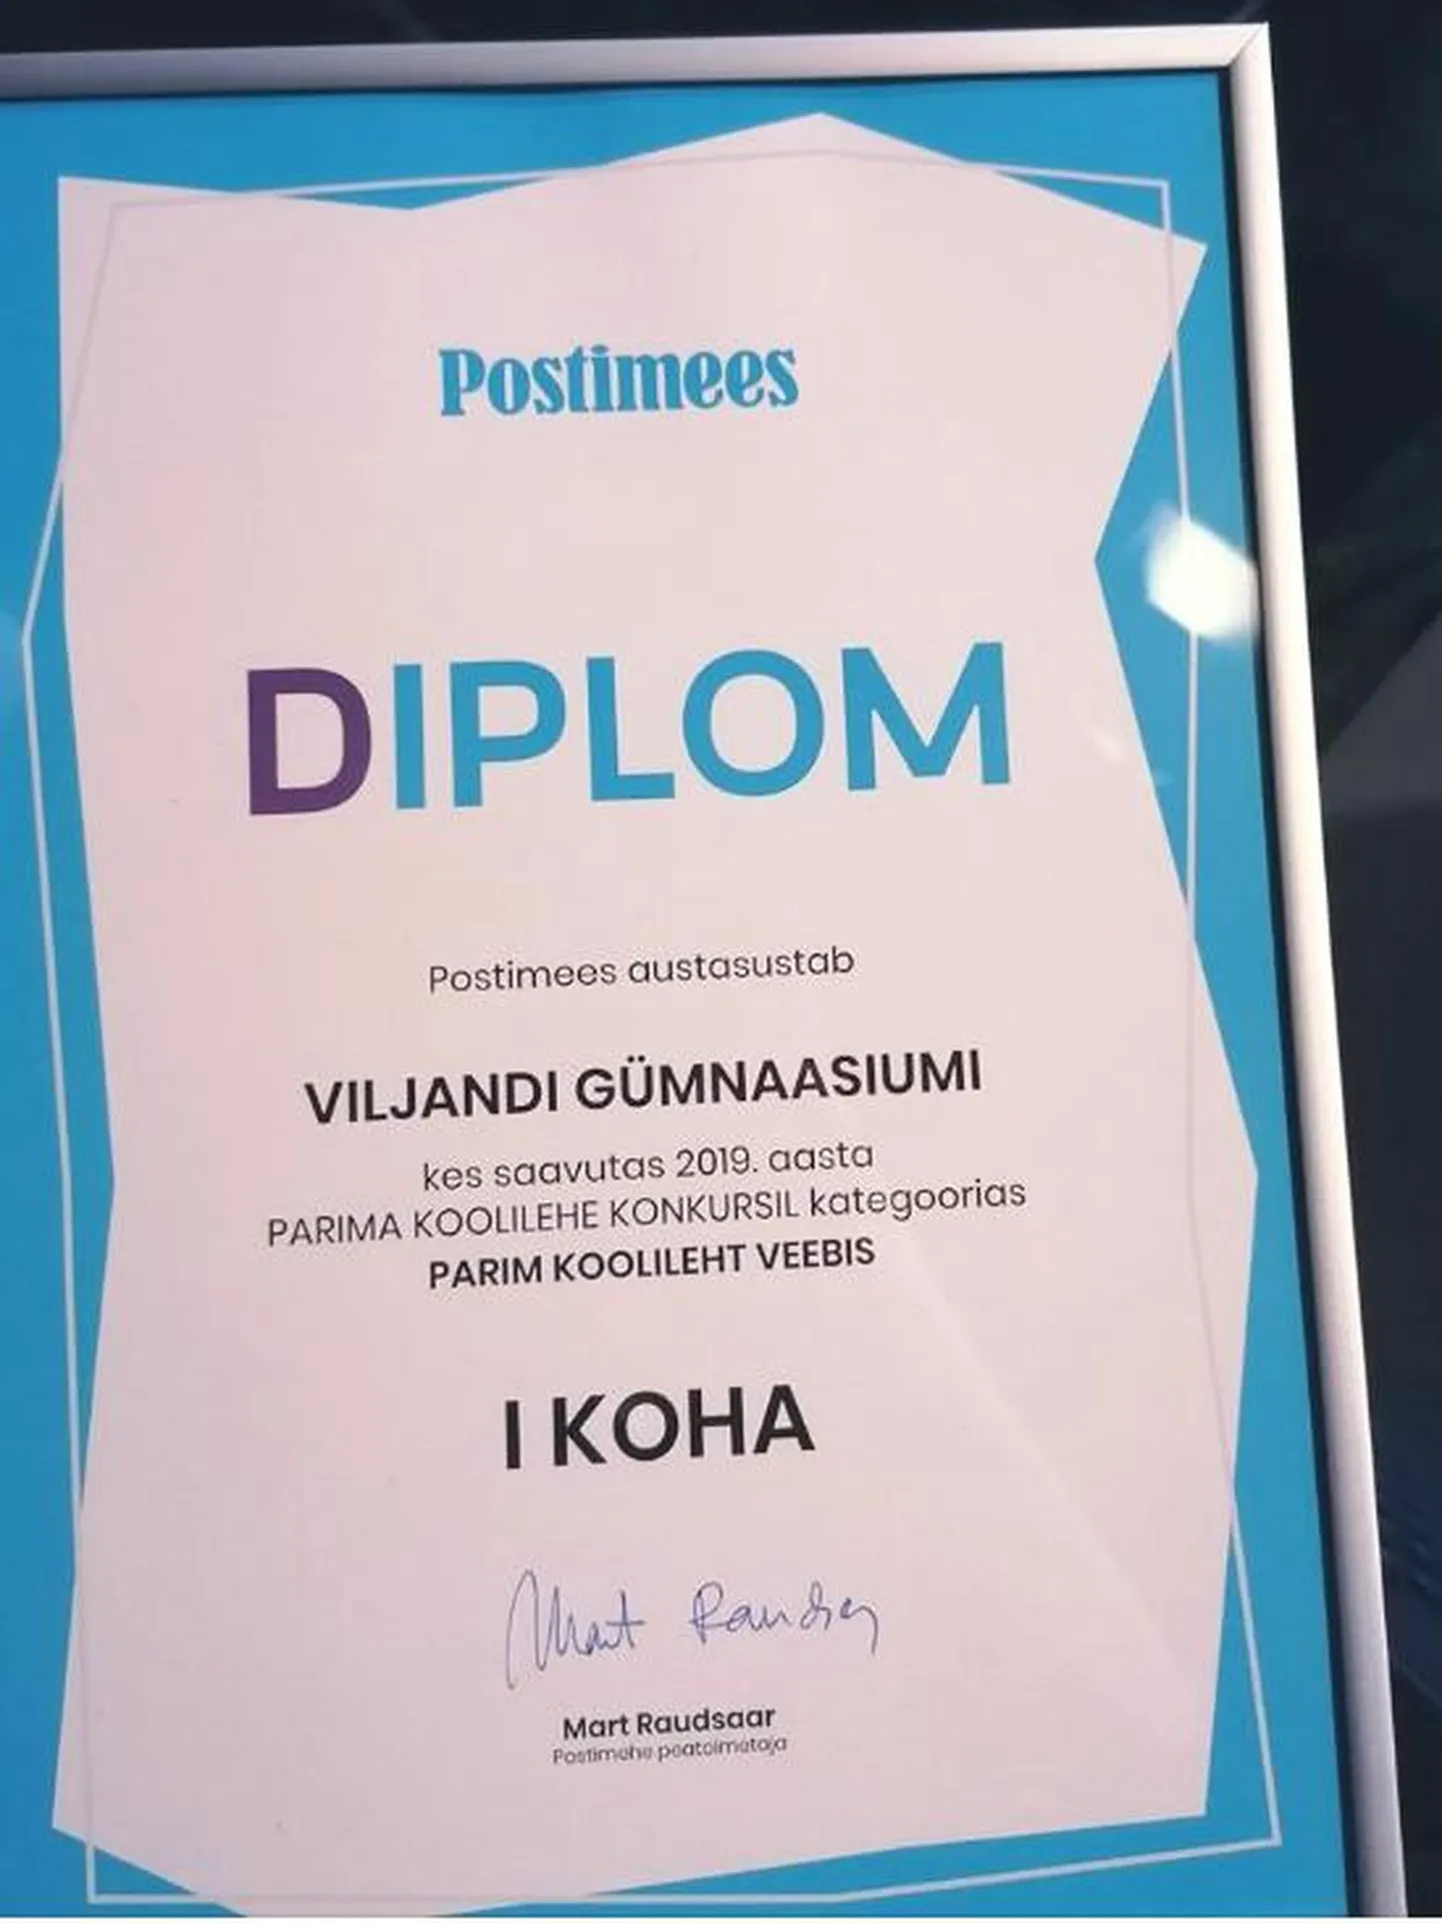 Postimees
DIPLOM
Postimees austasustab
VILJANDI GÜMNAASIUMI
kes saavutas 2019. aasta
PARIMA KOOLILEHE KONKURSIL kategoorias
PARIM KOOLILEHT VEEBIS
I KOHA
Mart Raudsaar
Mart Raudsaar
Postimehe peatoimetaja